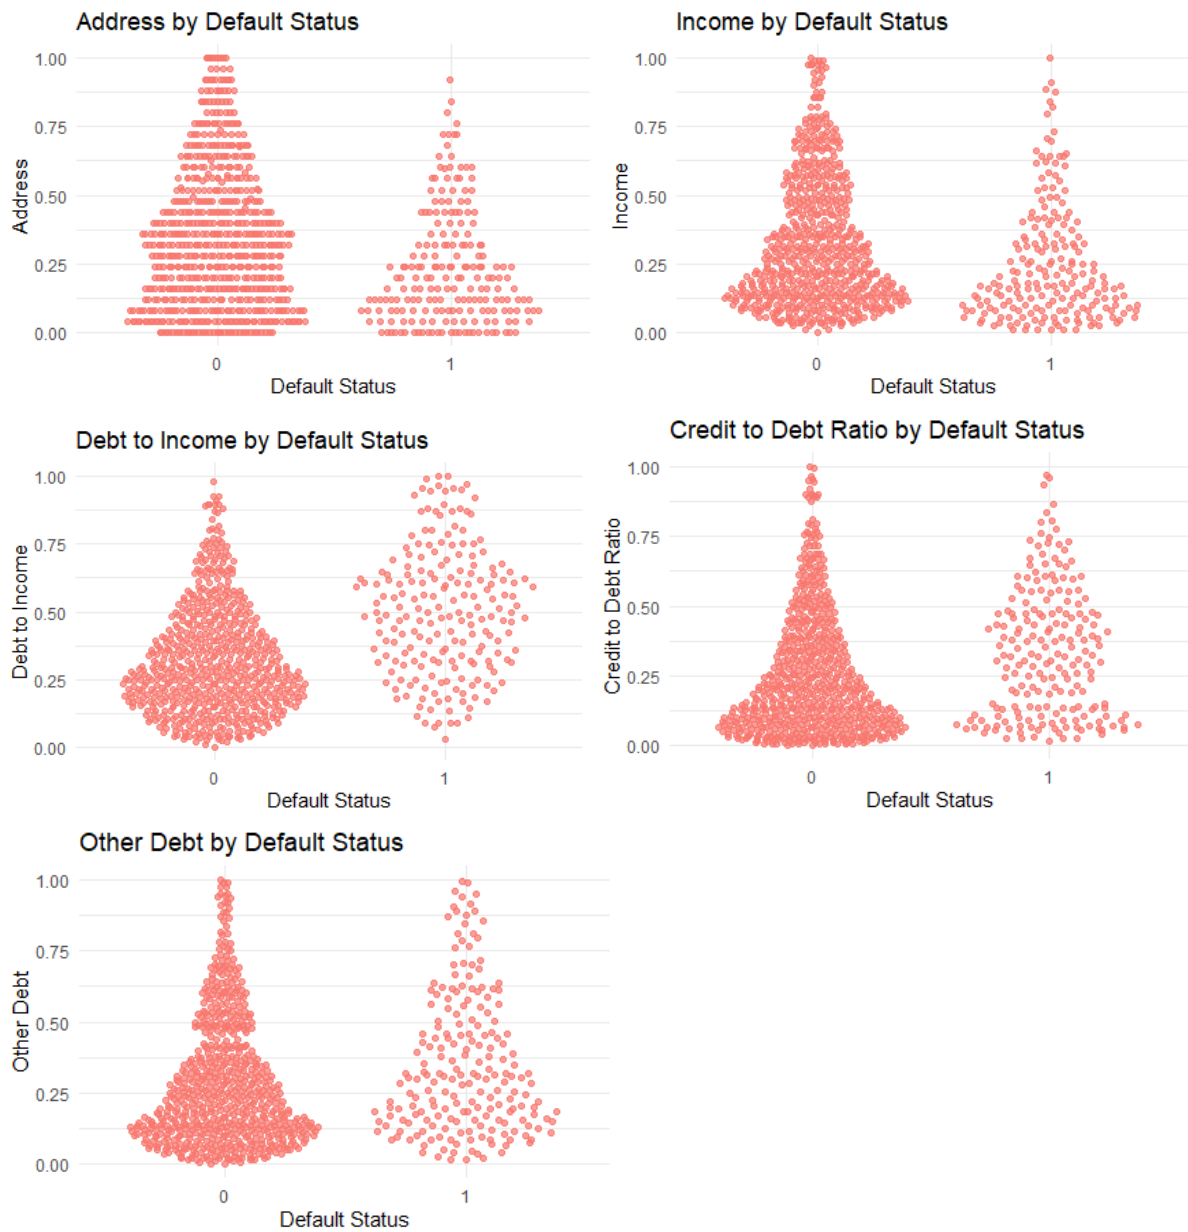 Address by Default Status
1.00
0.75
0.50
0.25
0.00
Address
0
1
Default Status
Income by Default Status
1.00
0.75
0.50
0.25
0.00
Income
0
1
Default Status
Debt to Income by Default Status
1.00
0.75
0.50
0.25
0.00
Debt to Income
0
1
Default Status
Credit to Debt Ratio by Default Status
1.00
0.75
0.50
0.25
0.00
Credit to Debt Ratio
0
1
Default Status
Other Debt by Default Status
1.00
0.75
0.50
0.25
0.00
Other Debt
0
1
Default Status